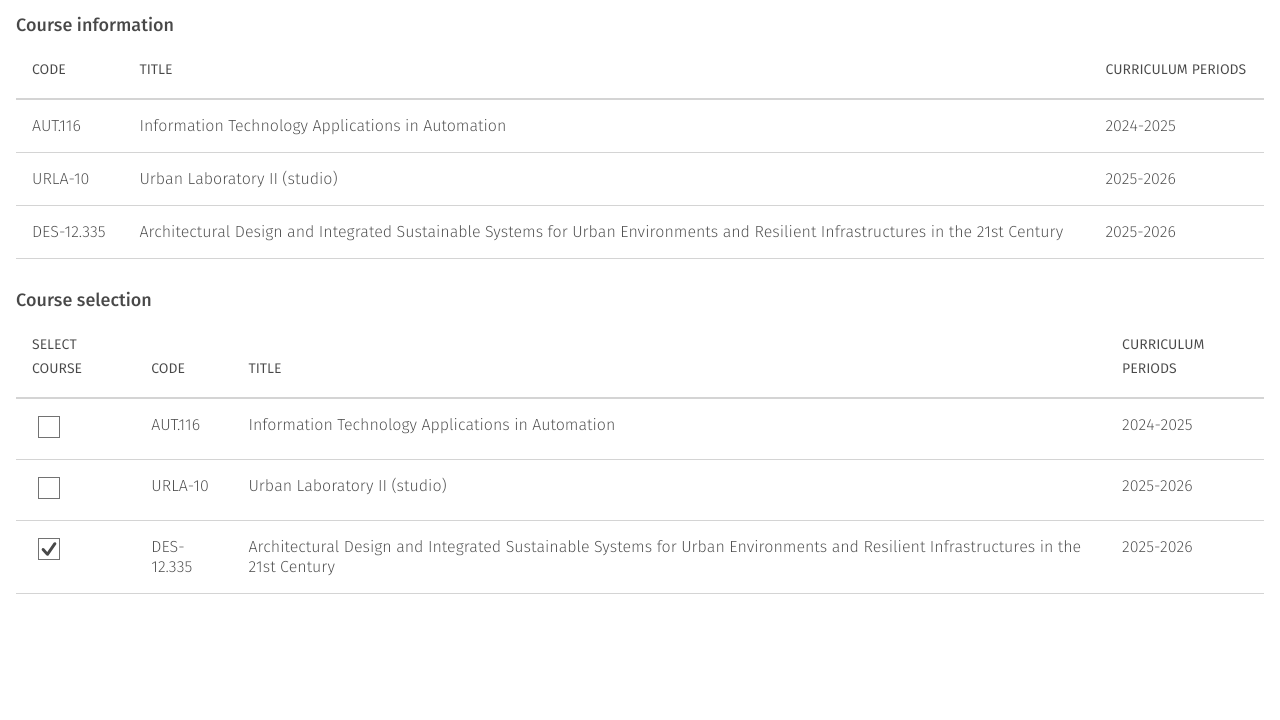 Course information
CODE TITLE CURRICULUM PERIODS
AUT.116 Information Technology Applications in Automation 2024-2025
URLA-10 Urban Laboratory II (studio) 2025-2026
DES-12.335 Architectural Design and Integrated Sustainable Systems for Urban Environments and Resilient Infrastructures in the 21st Century 2025-2026
Course selection
SELECT CURRICULUM
COURSE CODE TITLE PERIODS
AUT.116 Information Technology Applications in Automation 2024-2025
URLA-10 Urban Laboratory II (studio) 2025-2026
DES- Architectural Design and Integrated Sustainable Systems for Urban Environments and Resilient Infrastructures in the 2025-2026
12.335 21st Century